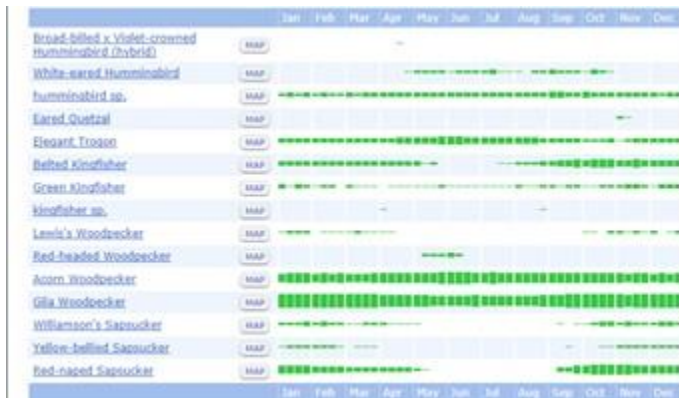 Jan Feb Mar Apr May Jun Jul Aug Sep Oct Nov Dec
Broad-billed x Violet-crowned
Hummingbird (hybrid) MAP
White-eared Hummingbird MAP
hummingbird sp. MAP
Eared Quetzal MAP
Elegant Trogon MAP
Belted Kingfisher MAP
Green Kingfisher MAP
kingfisher sp. MAP
Lewis's Woodpecker MAP
Red-headed Woodpecker MAP
Acorn Woodpecker MAP
Gila Woodpecker MAP
Williamson's Sapsucker MAP
Yellow-bellied Sapsucker MAP
Red-naped Sapsucker MAP
Jan Feb Mar Apr May Jun Jul Aug Sep Oct Nov Dec